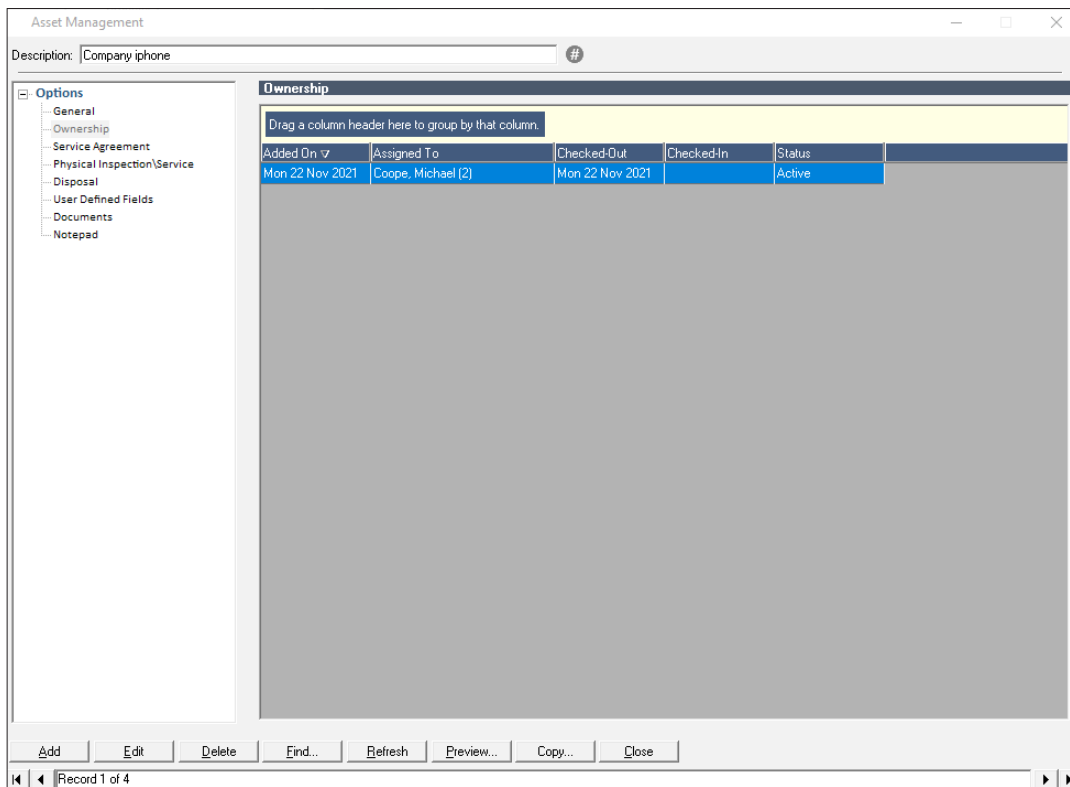 Asset Management
Description: Company iphone #
Options
General
Ownership
Service Agreement
Physical Inspection\Service
Disposal
User Defined Fields
Documents
Notepad
Ownership
Drag a column header here to group by that column.
Added On Assigned To Checked-Out Checked-In Status
Mon 22 Nov 2021 Coope, Michael (2) Mon 22 Nov 2021 Active
Add Edit Delete Find... Refresh Preview... Copy... Close
Record 1 of 4